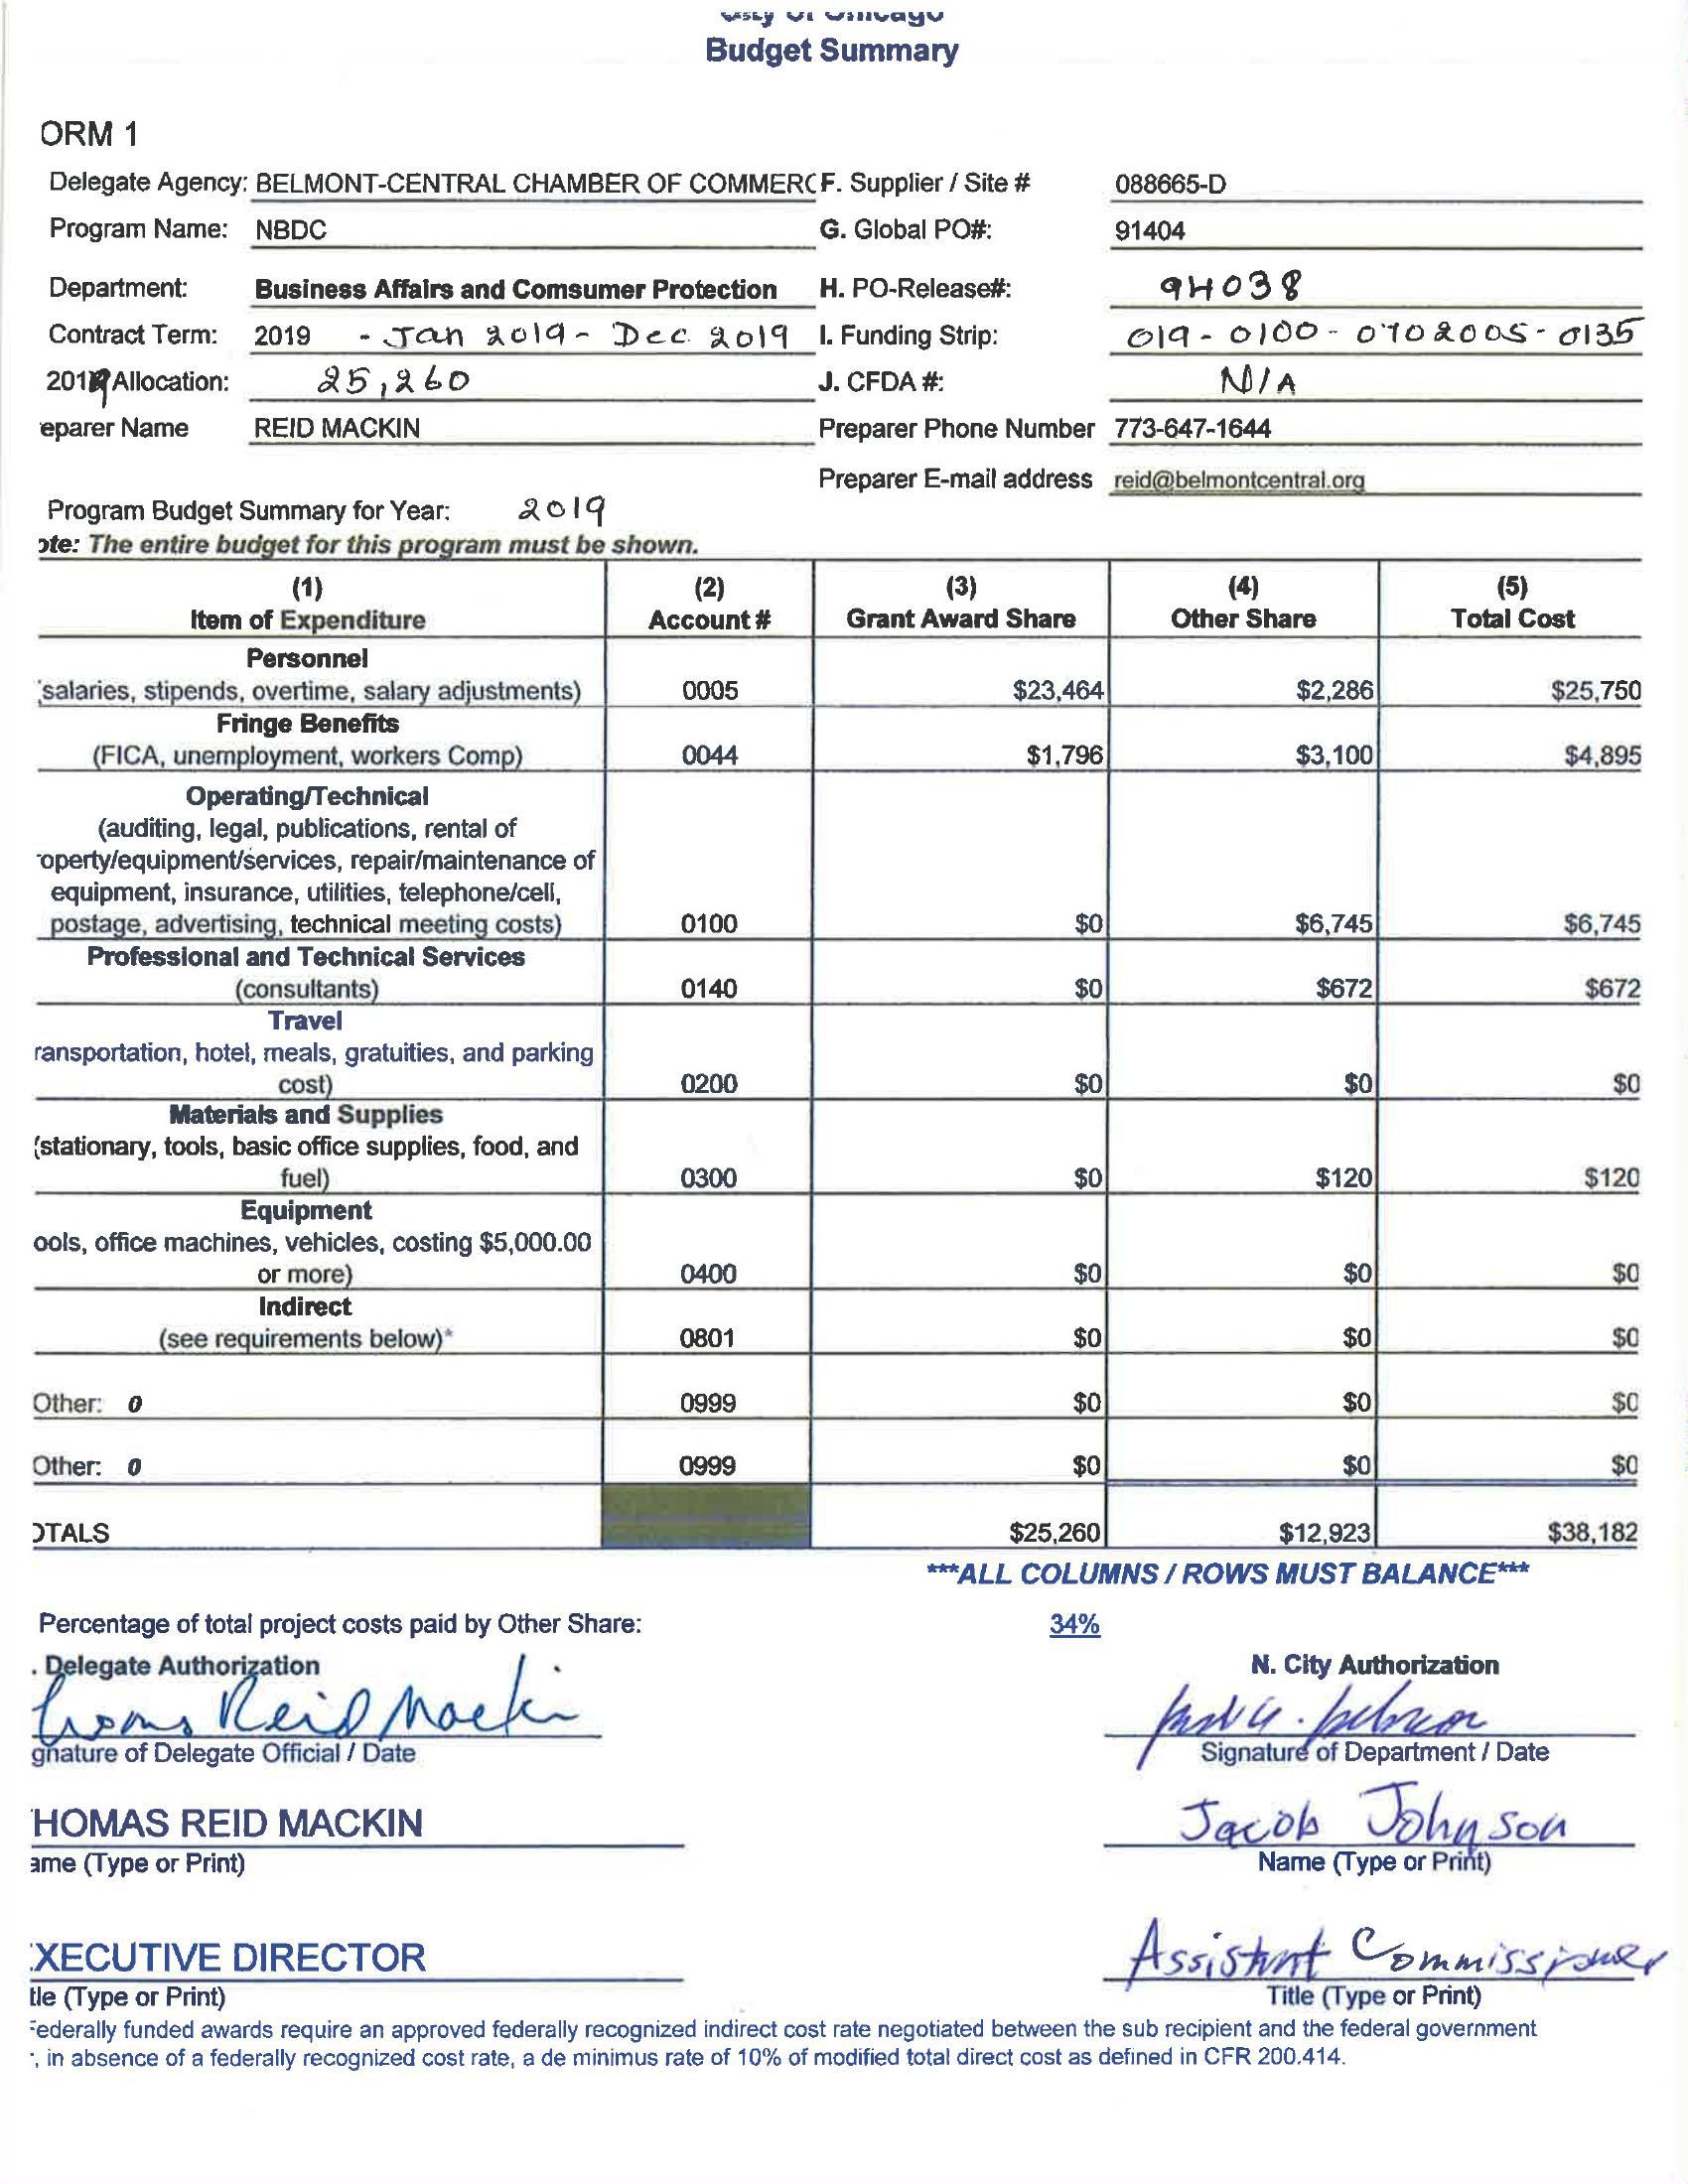 Budget Summary
ORM 1
Delegate Agency: BELMONT-CENTRAL CHAMBER OF COMMERC F. Supplier / Site # 088665-D
Program Name: NBDC G. Global PO#: 91404
Department: Business Affairs and Comsumer Protection H. PO-Release#: 94038
Contract Term: 2019 - Jan 2019 - Dec 2019 I. Funding Strip: 019-0100-0702005-0135
2019 Allocation: 25,260 J. CFDA #: N/A
eparer Name REID MACKIN Preparer Phone Number 773-647-1644
Preparer E-mail address reid@belmontcentral.org
Program Budget Summary for Year: 2019
ote: The entire budget for this program must be shown.
(1) (2) (3) (4) (5)
Item of Expenditure Account # Grant Award Share Other Share Total Cost
Personnel
salaries, stipends, overtime, salary adjustments) 0005 $23,464 $2,286 $25,750
Fringe Benefits
(FICA, unemployment, workers Comp) 0044 $1,796 $3,100 $4,895
Operating/Technical
(auditing, legal, publications, rental of
operty/equipment/services, repair/maintenance of
equipment, insurance, utilities, telephone/cell,
postage, advertising, technical meeting costs) 0100 $0 $6,745 $6,745
Professional and Technical Services
(consultants) 0140 $0 $672 $672
Travel
ransportation, hotel, meals, gratuities, and parking
cost) 0200 $0 $0 $0
Materials and Supplies
(stationary, tools, basic office supplies, food, and
fuel) 0300 $0 $120 $120
Equipment
ools, office machines, vehicles, costing $5,000.00
or more) 0400 $0 $0 $0
Indirect
(see requirements below)* 0801 $0 $0 $0
Other: 0 0999 $0 $0 $0
Other: 0 0999 $0 $0 $0
OTALS $25,260 $12,923 $38,182
***ALL COLUMNS / ROWS MUST BALANCE***
Percentage of total project costs paid by Other Share: 34%
. Delegate Authorization N. City Authorization
Reid Mackin
gnature of Delegate Official / Date Signature of Department / Date
HOMAS REID MACKIN Jacob Johnson
ame (Type or Print) Name (Type or Print)
XECUTIVE DIRECTOR Assistant Commissioner
tle (Type or Print) Title (Type or Print)
Federally funded awards require an approved federally recognized indirect cost rate negotiated between the sub recipient and the federal government
, in absence of a federally recognized cost rate, a de minimus rate of 10% of modified total direct cost as defined in CFR 200.414.